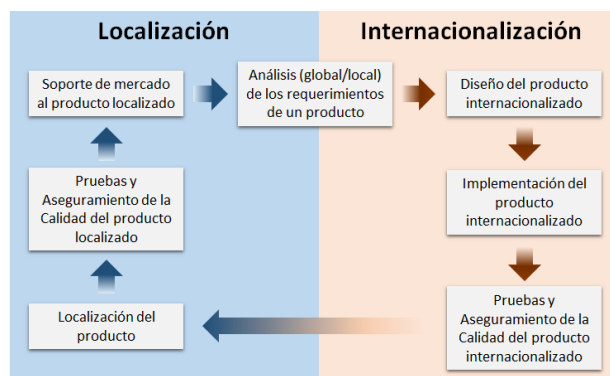 Localización
Internacionalización
Soporte de mercado
al producto localizado
Análisis (global/local)
de los requerimientos
de un producto
Diseño del producto
internacionalizado
Implementación del
producto
internacionalizado
Pruebas y
Aseguramiento de la
Calidad del producto
internacionalizado
Localización del
producto
Pruebas y
Aseguramiento de la
Calidad del producto
localizado